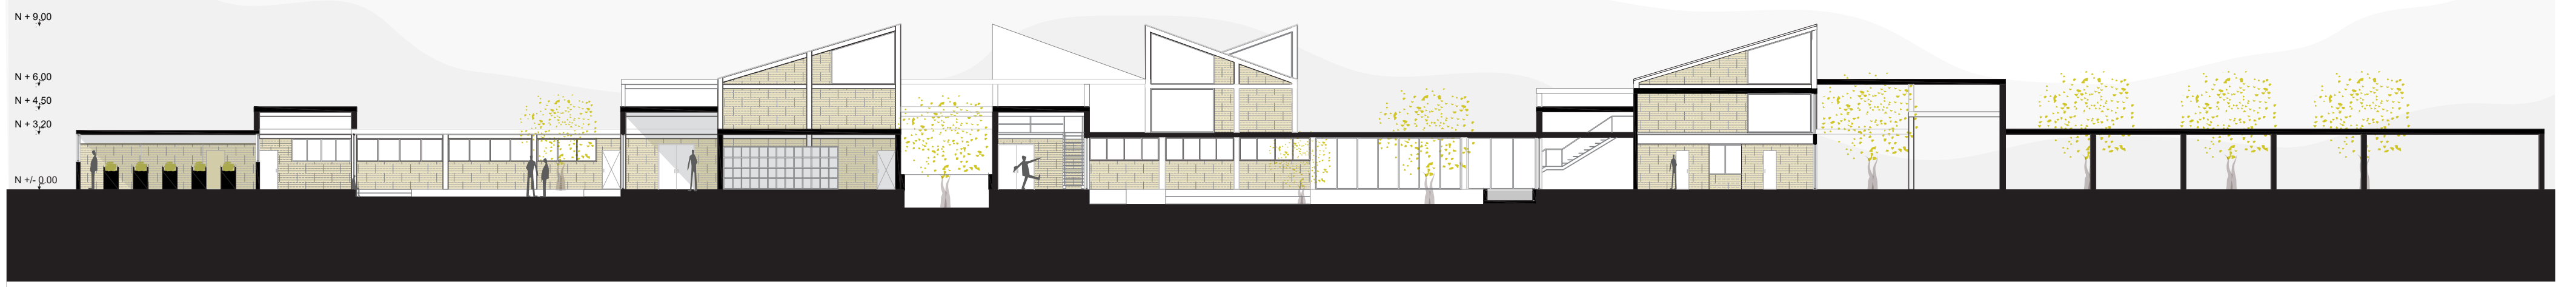 N + 9,00
N + 6,00
N + 4,50
N + 3,20
N +/- 0.00